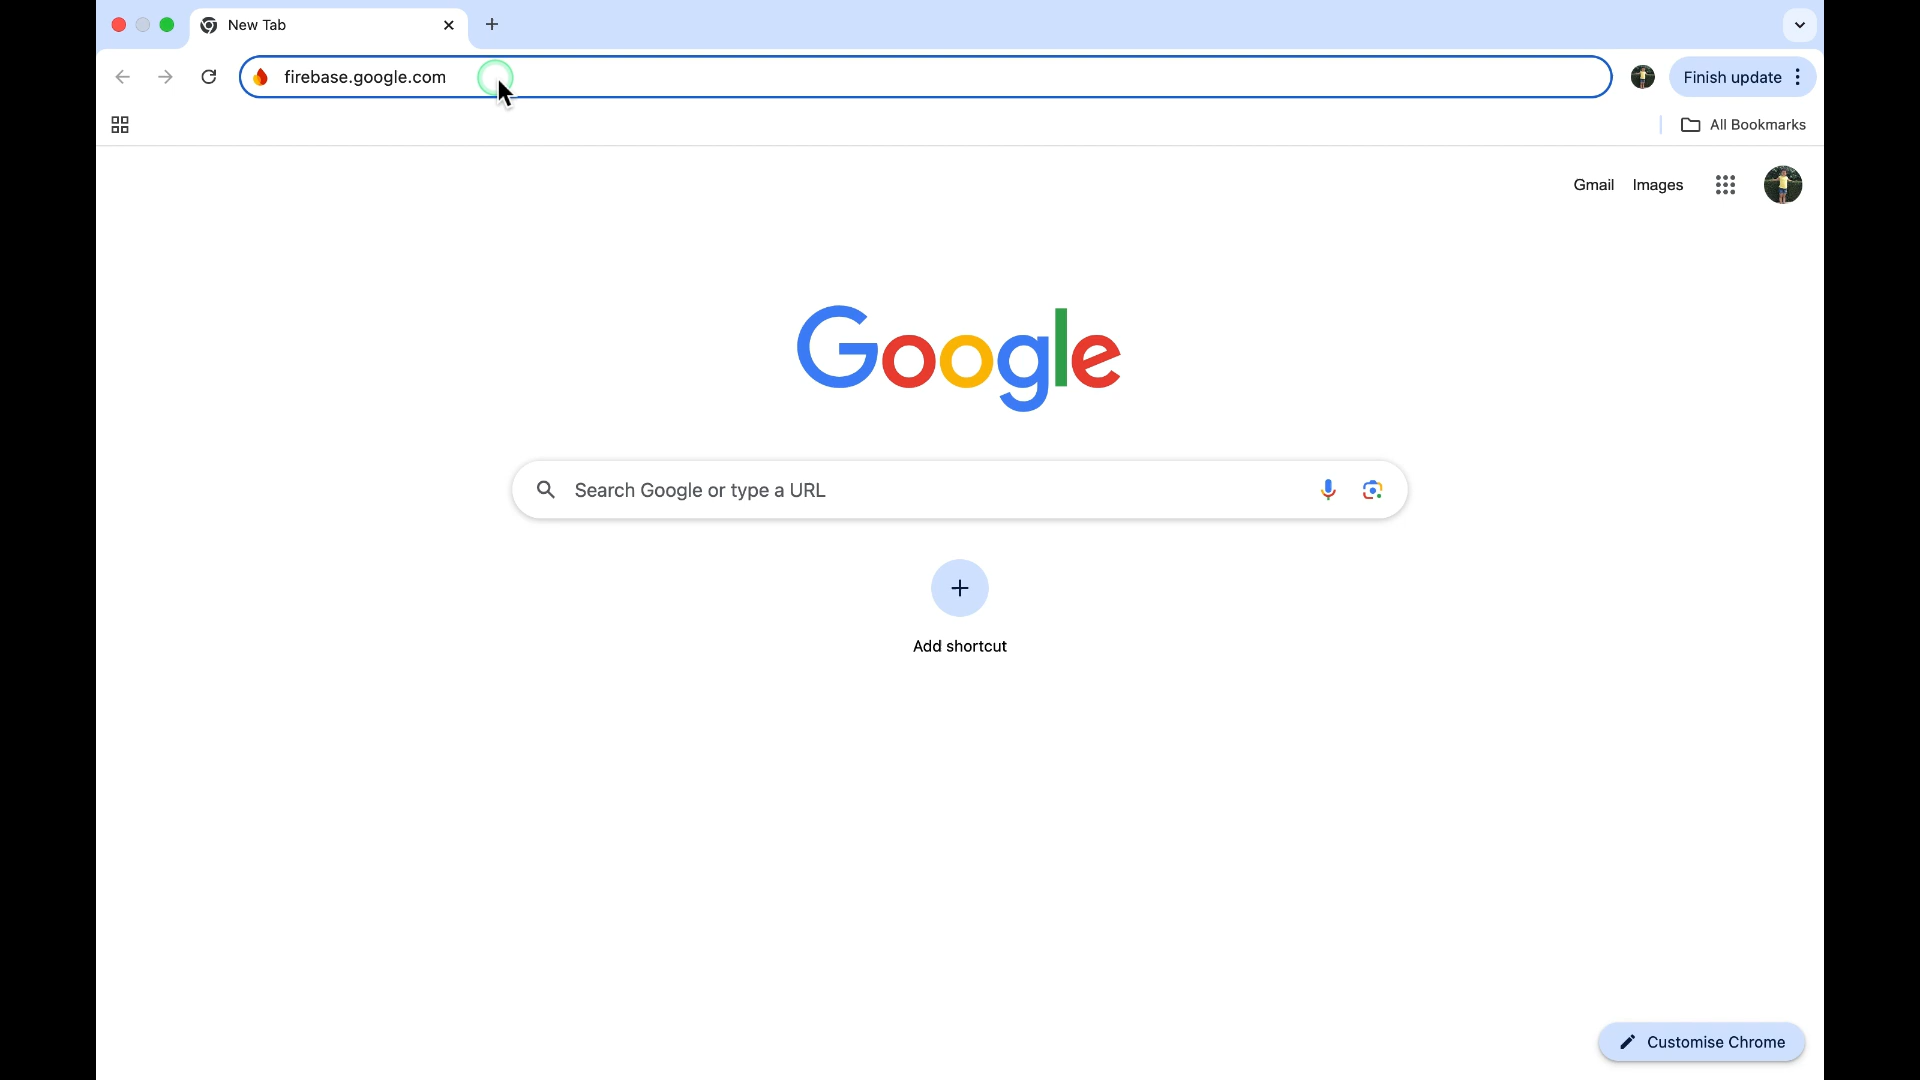 New Tab
firebase.google.com
Finish update
All Bookmarks
Gmail Images
Google
Search Google or type a URL
Add shortcut
Customise Chrome